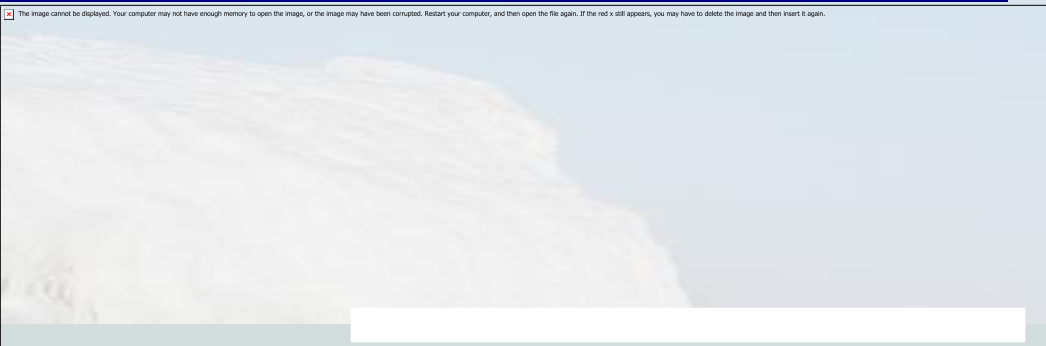 The image cannot be displayed. Your computer may not have enough memory to open the image, or the image may have been corrupted. Restart your computer, and then open the file again. If the red x still appears, you may have to delete the image and then insert it again.